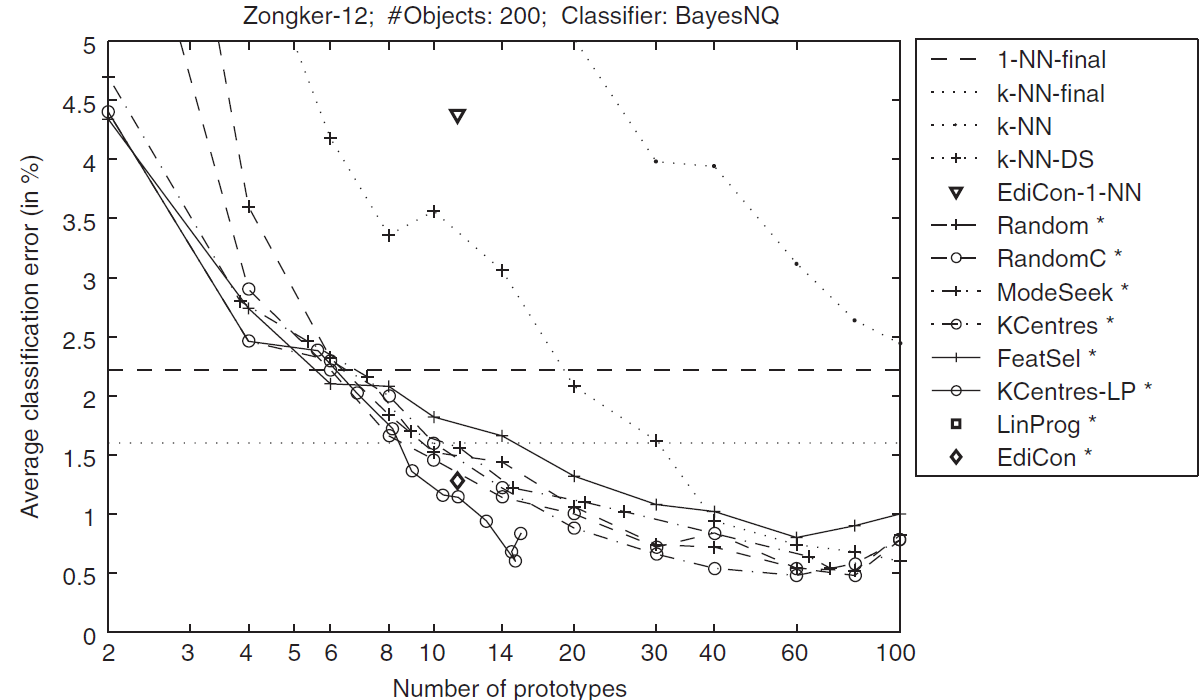 Zongker-12; #Objects: 200; Classifier: BayesNQ
5
4.5
4
3.5
3
2.5
2
1.5
1
0.5
0
Average classification error (in %)
2 3 4 5 6 8 10 14 20 30 40 60 100
Number of prototypes
1-NN-final
k-NN-final
k-NN
k-NN-DS
EdiCon-1-NN
Random *
RandomC *
ModeSeek *
KCentres *
FeatSel *
KCentres-LP *
LinProg *
EdiCon *